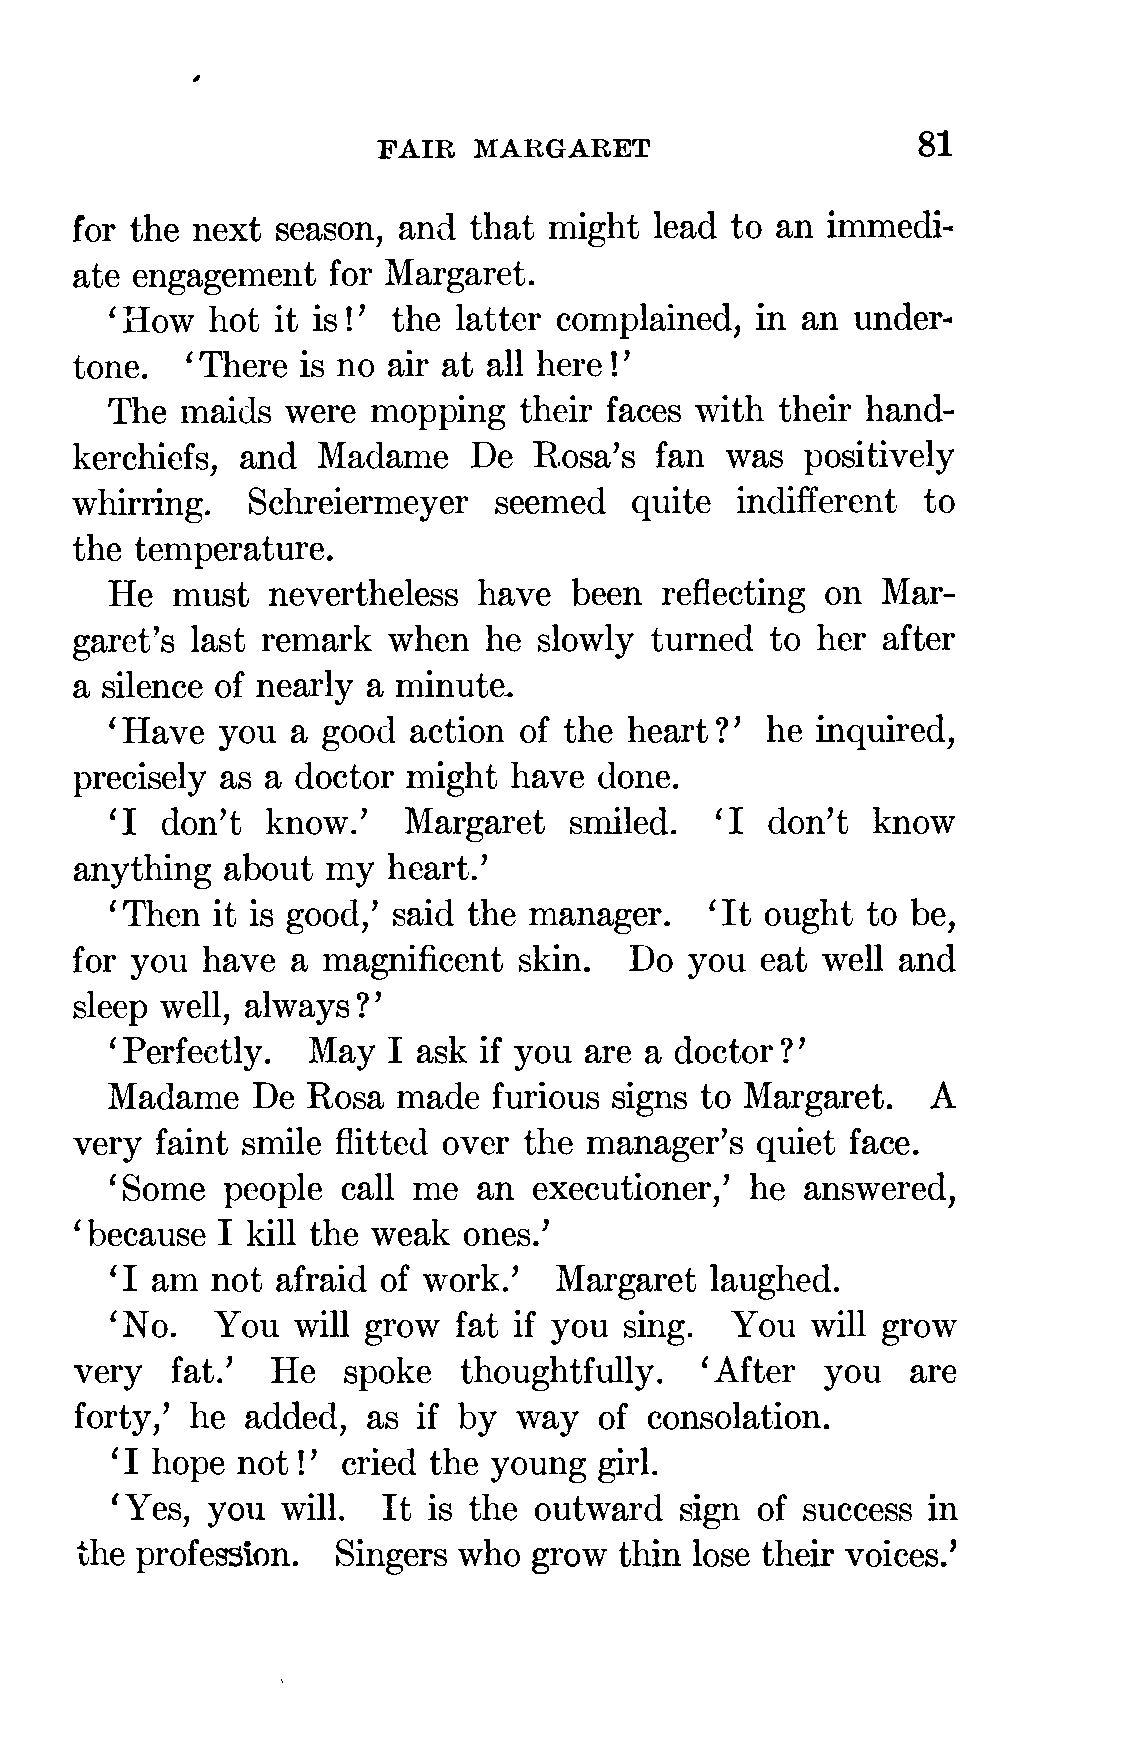 FAIR MARGARET 81
for the next season, and that might lead to an immedi-
ate engagement for Margaret.
'How hot it is!' the latter complained, in an under-
tone. 'There is no air at all here!'
The maids were mopping their faces with their hand-
kerchiefs, and Madame De Rosa's fan was positively
whirring. Schreiermeyer seemed quite indifferent to
the temperature.
He must nevertheless have been reflecting on Mar-
garet's last remark when he slowly turned to her after
a silence of nearly a minute.
'Have you a good action of the heart?' he inquired,
precisely as a doctor might have done.
'I don't know.' Margaret smiled. 'I don't know
anything about my heart.'
'Then it is good,' said the manager. 'It ought to be,
for you have a magnificent skin. Do you eat well and
sleep well, always?'
'Perfectly. May I ask if you are a doctor?'
Madame De Rosa made furious signs to Margaret. A
very faint smile flitted over the manager's quiet face.
'Some people call me an executioner,' he answered,
'because I kill the weak ones.'
'I am not afraid of work.' Margaret laughed.
'No. You will grow fat if you sing. You will grow
very fat.' He spoke thoughtfully. 'After you are
forty,' he added, as if by way of consolation.
'I hope not!' cried the young girl.
'Yes, you will. It is the outward sign of success in
the profession. Singers who grow thin lose their voices.'